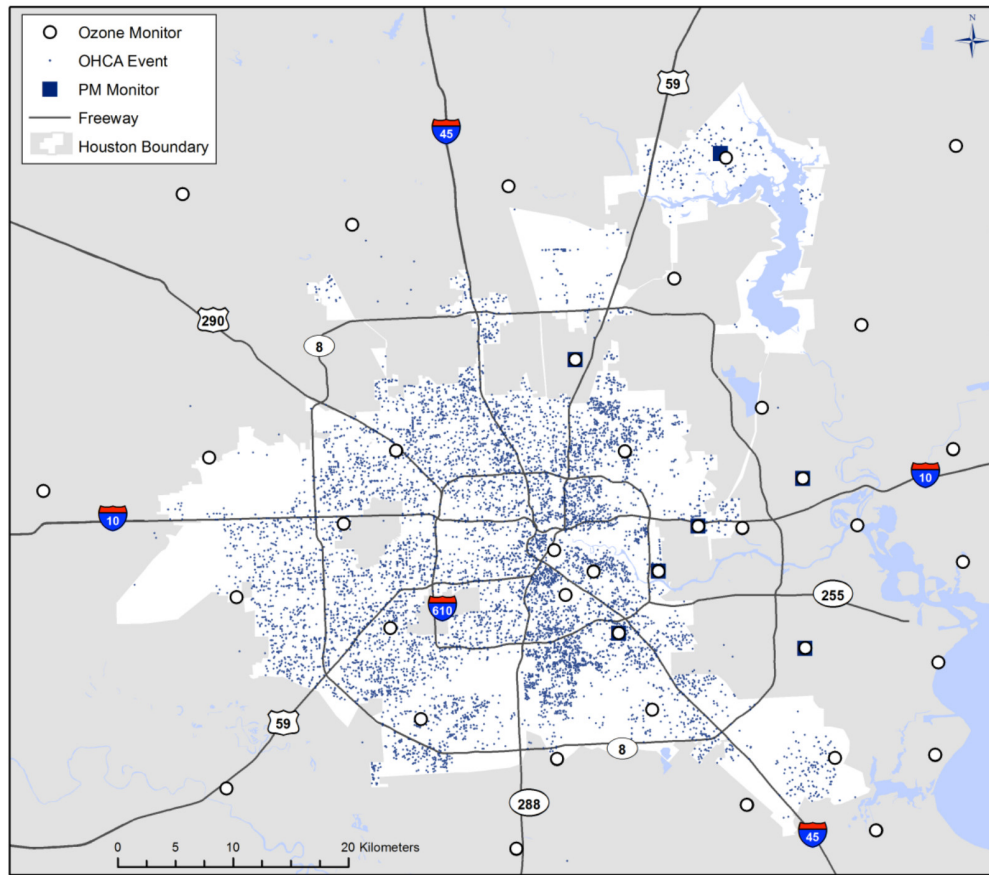 Ozone Monitor
OHCA Event
PM Monitor
Freeway
Houston Boundary
N
59
45
290
8
10
10
610
255
59
8
288
45
0 5 10 20 Kilometers